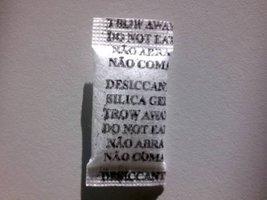 TROW AWAY
DO NOT EAT
NÃO ABRA
NÃO COMA
DESICCANT
SILICA GEL
TROW AWAY
DO NOT EAT
NÃO ABRA
NÃO COMA
DESICCANT